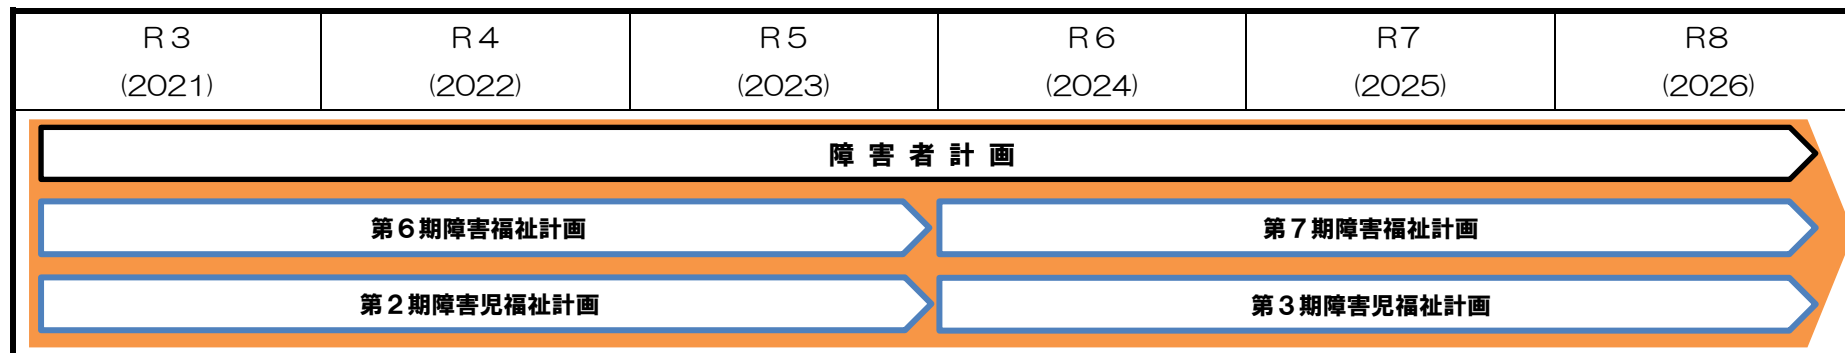 R3 R4 R5 R6 R7 R8
(2021) (2022) (2023) (2024) (2025) (2026)
障害者計画
第6期障害福祉計画 第7期障害福祉計画
第2期障害児福祉計画 第3期障害児福祉計画